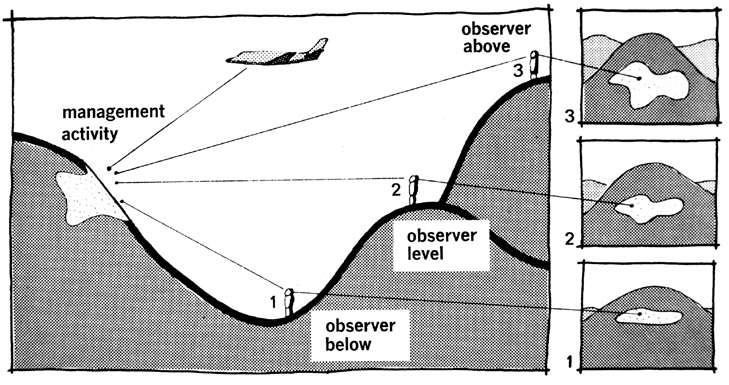 observer
above
3
management
activity
2
observer
level
1
observer
below
3
2
1